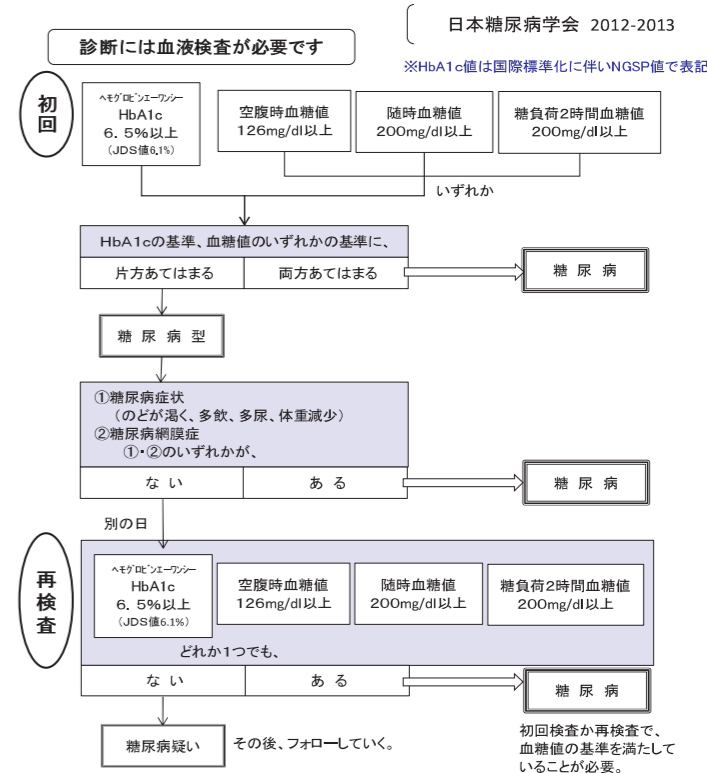 日本糖尿病学会 2012-2013
診断には血液検査が必要です
※HbA1c値は国際標準化に伴いNGSP値で表記
初回
ヘモグロビンエーワンシー
HbA1c
6.5%以上
(JDS値6.1%)
空腹時血糖値
126mg/dl以上
随時血糖値
200mg/dl以上
糖負荷2時間血糖値
200mg/dl以上
いずれか
HbA1cの基準、血糖値のいずれかの基準に、
片方あてはまる
両方あてはまる
糖 尿 病
糖 尿 病 型
①糖尿病症状
(のどが渇く、多飲、多尿、体重減少)
②糖尿病網膜症
①・②のいずれかが、
な い
あ る
糖 尿 病
別の日
再検査
ヘモグロビンエーワンシー
HbA1c
6.5%以上
(JDS値6.1%)
空腹時血糖値
126mg/dl以上
随時血糖値
200mg/dl以上
糖負荷2時間血糖値
200mg/dl以上
どれか1つでも、
な い
あ る
糖 尿 病
糖尿病疑い
その後、フォローしていく。
初回検査か再検査で、
血糖値の基準を満たして
いることが必要。